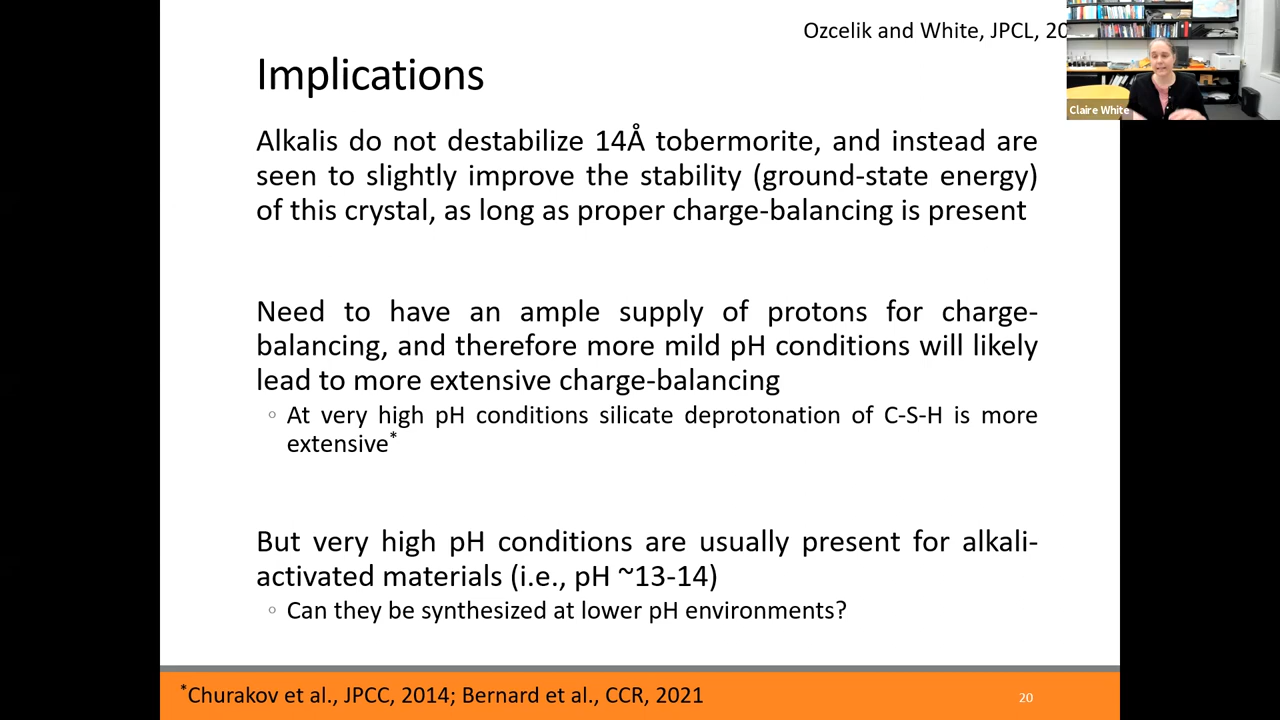 Ozcelik and White, JPCL, 20
Implications
Claire White
Alkalis do not destabilize 14Å tobermorite, and instead are
seen to slightly improve the stability (ground-state energy)
of this crystal, as long as proper charge-balancing is present
Need to have an ample supply of protons for charge-
balancing, and therefore more mild pH conditions will likely
lead to more extensive charge-balancing
◦ At very high pH conditions silicate deprotonation of C-S-H is more
extensive*
But very high pH conditions are usually present for alkali-
activated materials (i.e., pH ~13-14)
◦ Can they be synthesized at lower pH environments?
*Churakov et al., JPCC, 2014; Bernard et al., CCR, 2021
20